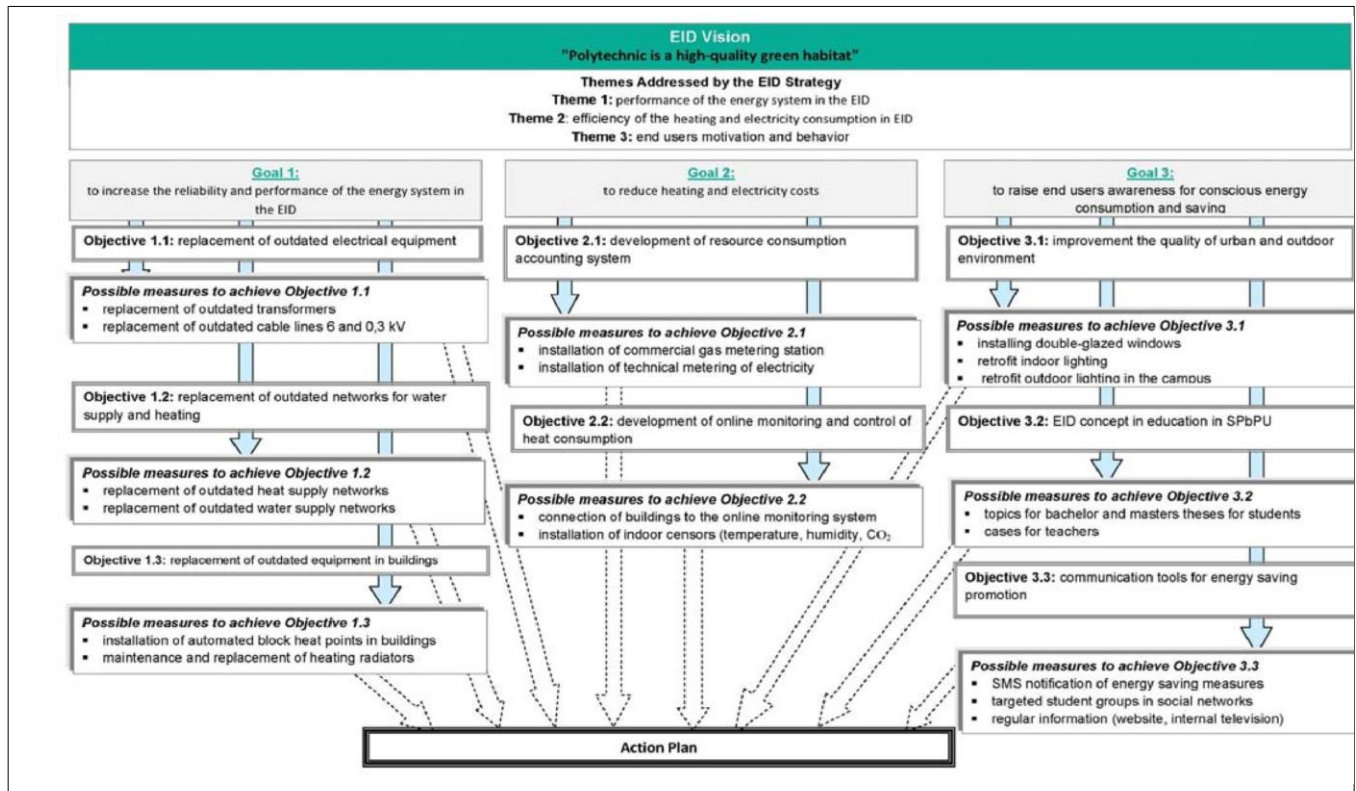 EID Vision
"Polytechnic is a high-quality green habitat"
Themes Addressed by the EID Strategy
Theme 1: performance of the energy system in the EID
Theme 2: efficiency of the heating and electricity consumption in EID
Theme 3: end users motivation and behavior
Goal 1:
to increase the reliability and performance of the energy system in
the EID
Objective 1.1: replacement of outdated electrical equipment
Possible measures to achieve Objective 1.1
▪ replacement of outdated transformers
▪ replacement of outdated cable lines 6 and 0,3 kV
Objective 1.2: replacement of outdated networks for water
supply and heating
Possible measures to achieve Objective 1.2
▪ replacement of outdated heat supply networks
▪ replacement of outdated water supply networks
Objective 1.3: replacement of outdated equipment in buildings
Possible measures to achieve Objective 1.3
▪ installation of automated block heat points in buildings
▪ maintenance and replacement of heating radiators
Goal 2:
to reduce heating and electricity costs
Objective 2.1: development of resource consumption
accounting system
Possible measures to achieve Objective 2.1
▪ installation of commercial gas metering station
▪ installation of technical metering of electricity
Objective 2.2: development of online monitoring and control of
heat consumption
Possible measures to achieve Objective 2.2
▪ connection of buildings to the online monitoring system
▪ installation of indoor censors (temperature, humidity, CO₂
Goal 3:
to raise end users awareness for conscious energy
consumption and saving
Objective 3.1: improvement the quality of urban and outdoor
environment
Possible measures to achieve Objective 3.1
▪ installing double-glazed windows
▪ retrofit indoor lighting
▪ retrofit outdoor lighting in the campus
Objective 3.2: EID concept in education in SPbPU
Possible measures to achieve Objective 3.2
▪ topics for bachelor and masters theses for students
▪ cases for teachers
Objective 3.3: communication tools for energy saving
promotion
Possible measures to achieve Objective 3.3
▪ SMS notification of energy saving measures
▪ targeted student groups in social networks
▪ regular information (website, internal television)
Action Plan